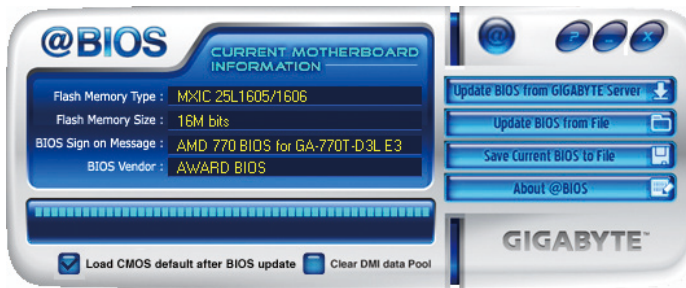 @BIOS
CURRENT MOTHERBOARD
INFORMATION
Flash Memory Type : MXIC 25L1605/1606
Flash Memory Size : 16M bits
BIOS Sign on Message : AMD 770 BIOS for GA-770T-D3L E3
BIOS Vendor : AWARD BIOS
Load CMOS default after BIOS update Clear DMI data Pool
@ ? _ X
Update BIOS from GIGABYTE Server
Update BIOS from File
Save Current BIOS to File
About @BIOS
GIGABYTE™